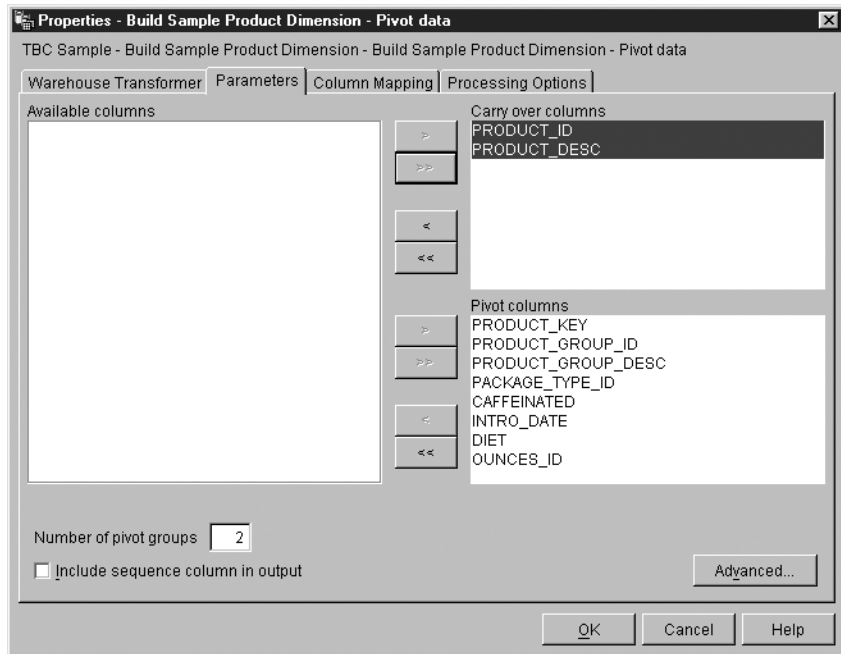 Properties - Build Sample Product Dimension - Pivot data
TBC Sample - Build Sample Product Dimension - Build Sample Product Dimension - Pivot data
Warehouse Transformer Parameters Column Mapping Processing Options
Available columns
Carry over columns
PRODUCT_ID
PRODUCT_DESC
>
>>
<
<<
Pivot columns
PRODUCT_KEY
PRODUCT_GROUP_ID
PRODUCT_GROUP_DESC
PACKAGE_TYPE_ID
CAFFEINATED
INTRO_DATE
DIET
OUNCES_ID
>
>>
<
<<
Number of pivot groups 2
Include sequence column in output
Advanced...
OK Cancel Help